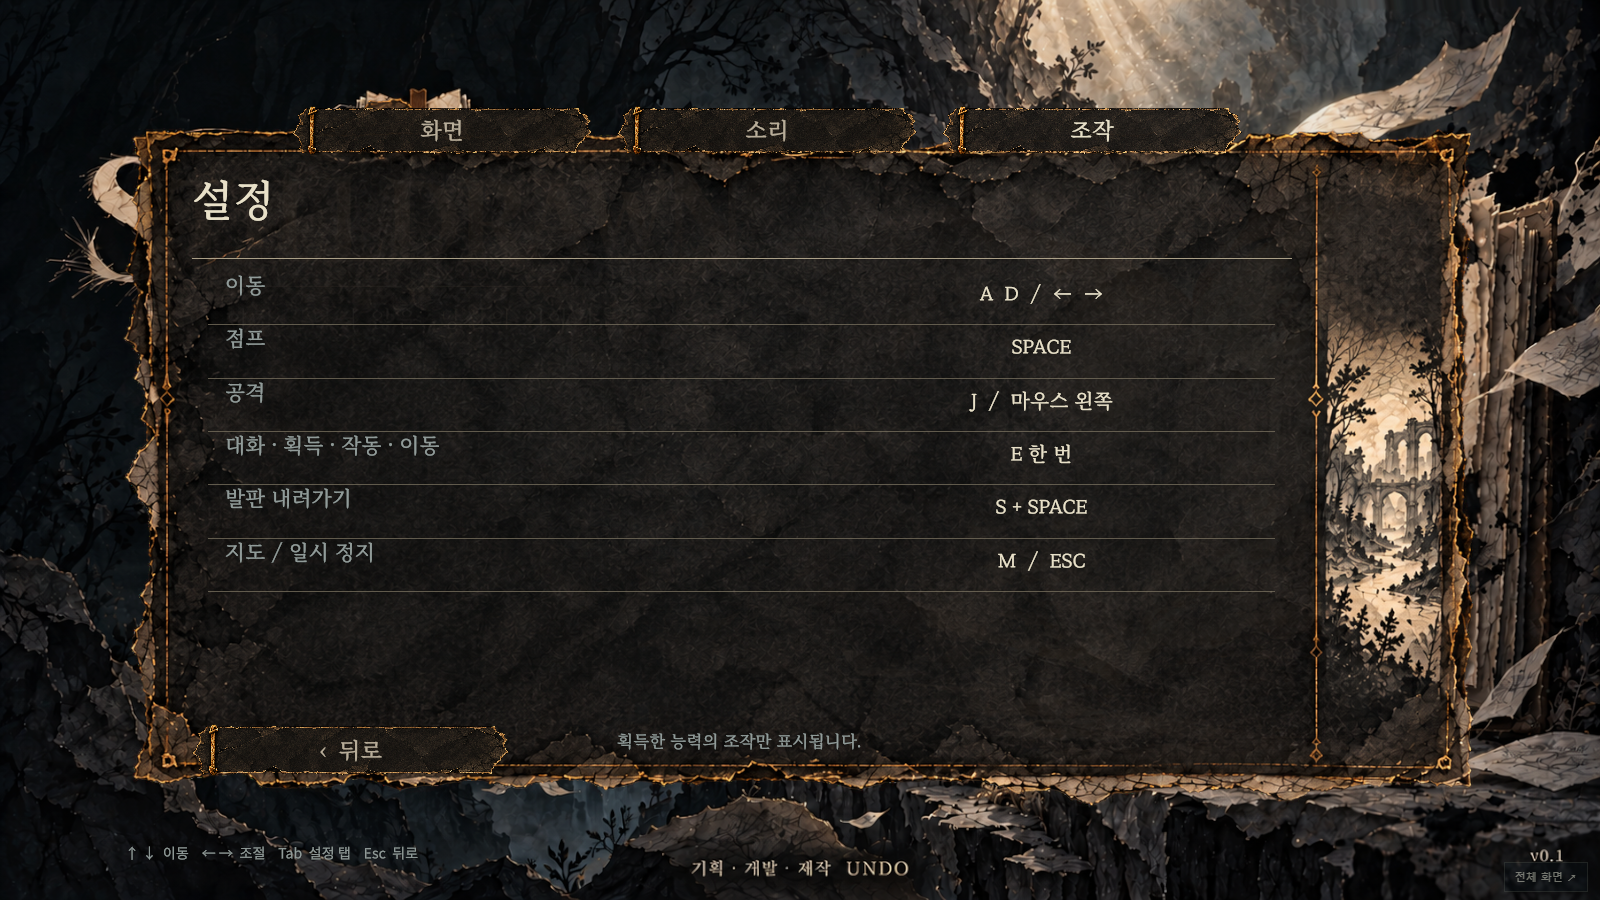 화면 소리 조작
설정
이동 A D / ← →
점프 SPACE
공격 J / 마우스 왼쪽
대화 · 획득 · 작동 · 이동 E 한 번
발판 내려가기 S + SPACE
지도 / 일시 정지 M / ESC
‹ 뒤로 획득한 능력의 조작만 표시됩니다.
↑ ↓ 이동 ← → 조절 Tab 설정 탭 Esc 뒤로
기획 · 개발 · 제작 UNDO
v0.1
전체 화면 ↗